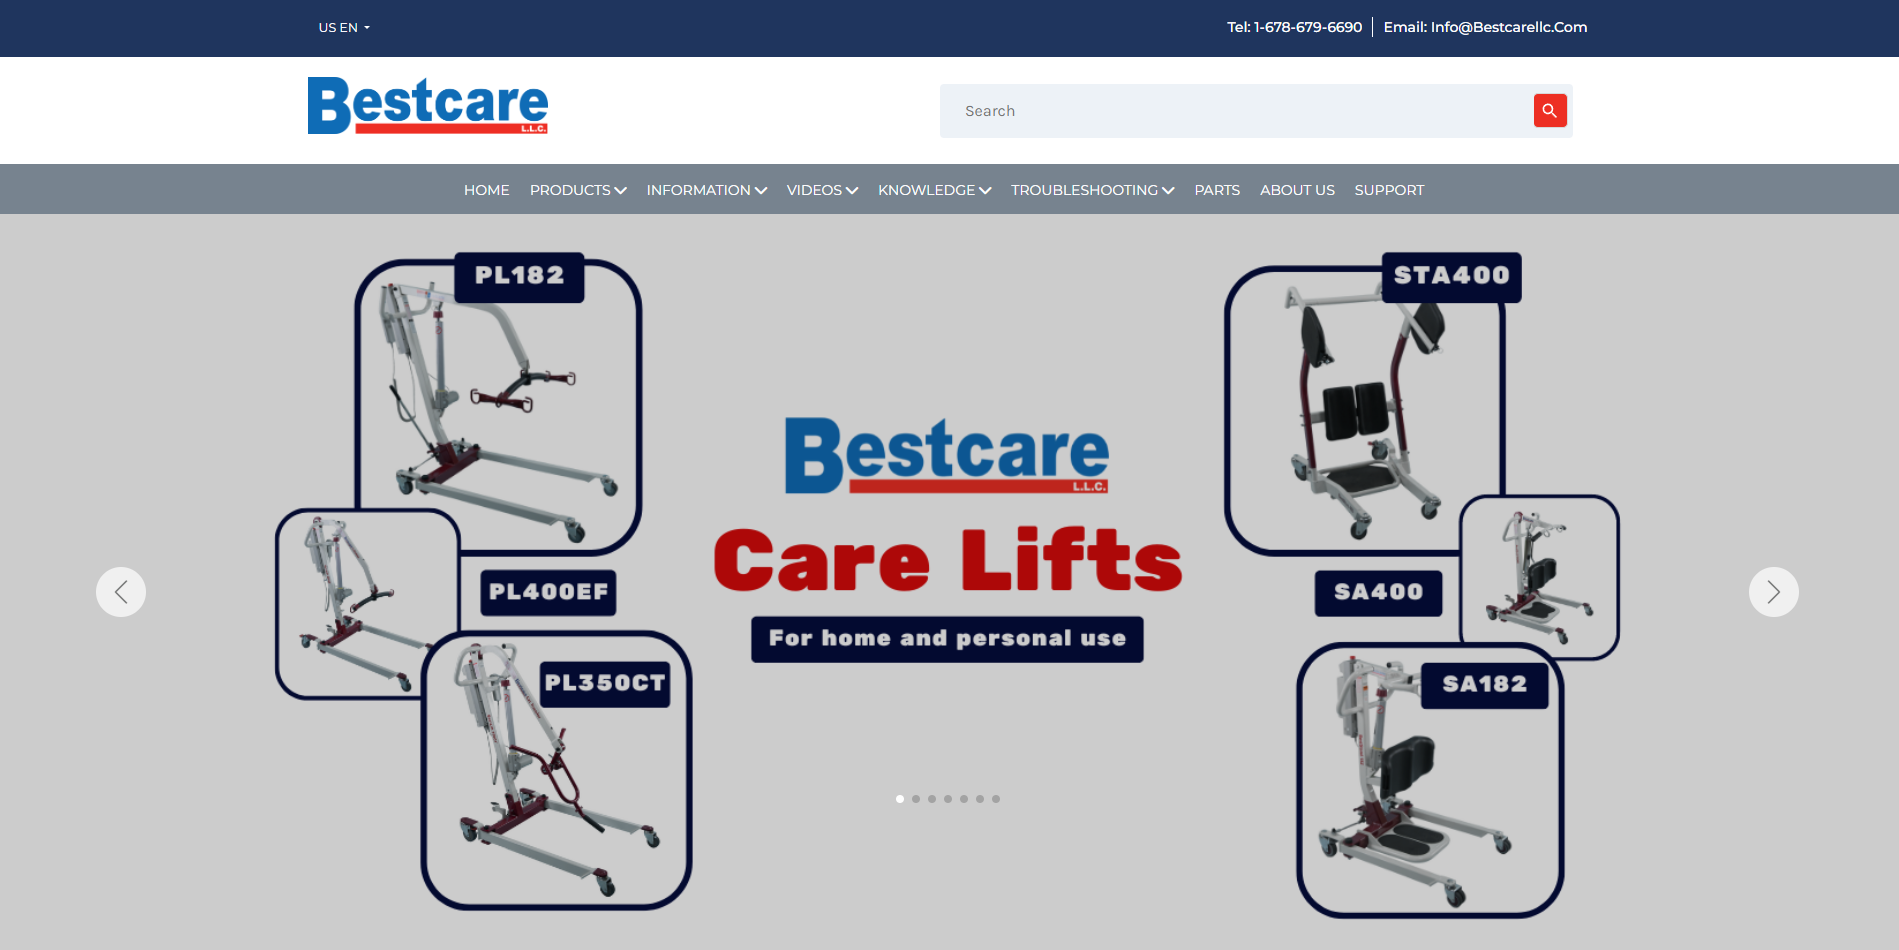 US EN
Tel: 1-678-679-6690
Email: Info@Bestcarellc.Com
Bestcare
L.L.C.
Search
HOME PRODUCTS INFORMATION VIDEOS KNOWLEDGE TROUBLESHOOTING PARTS ABOUT US SUPPORT
PL182
STA400
Bestcare
L.L.C.
Care Lifts
For home and personal use
PL400EF
SA400
PL350CT
SA182